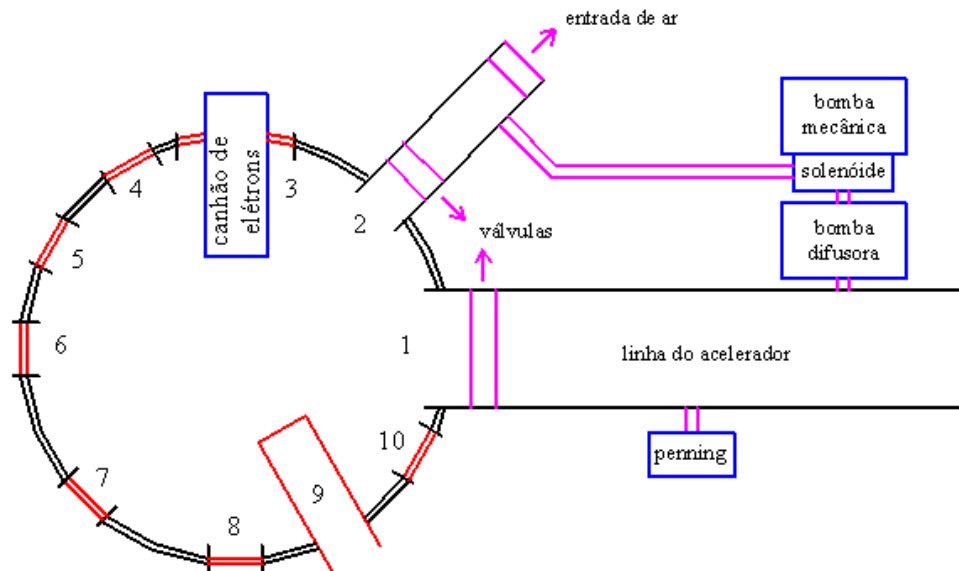 entrada de ar
bomba
mecânica
solenóide
bomba
difusora
canhão de
elétrons
válvulas
linha do acelerador
penning
1
2
3
4
5
6
7
8
9
10